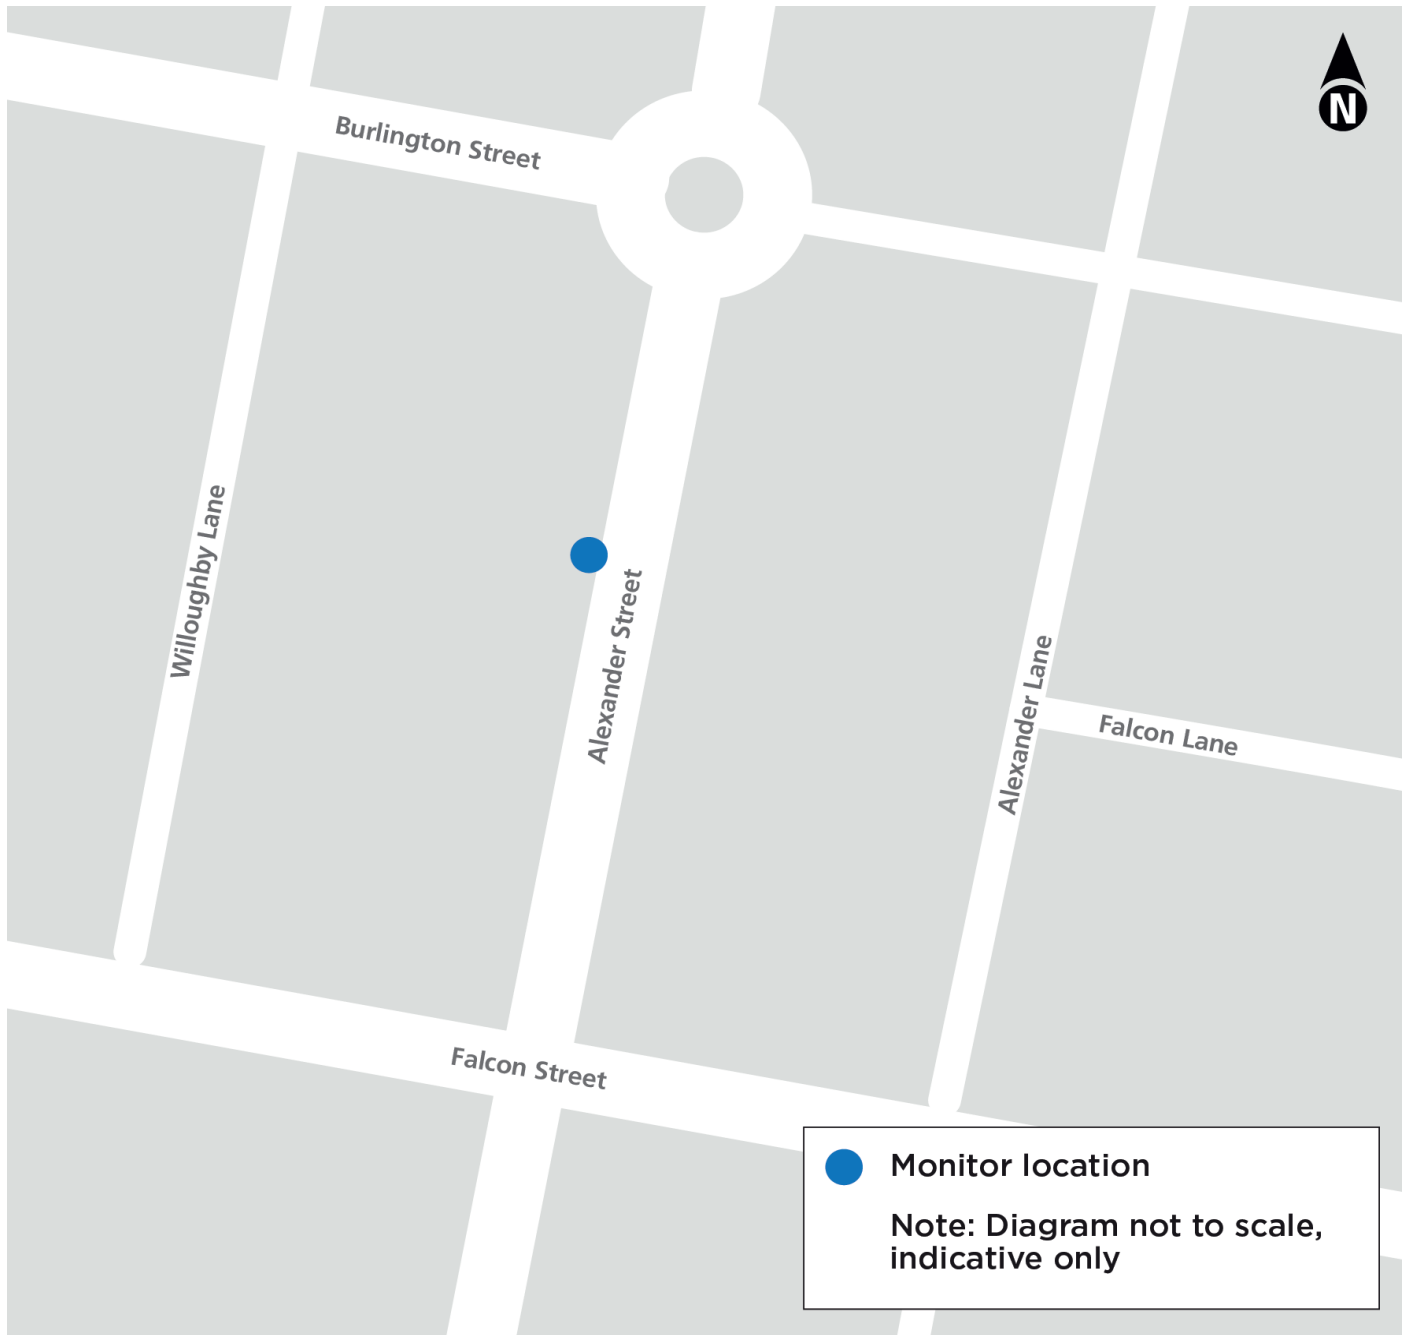 N
Burlington Street
Willoughby Lane
Alexander Street
Alexander Lane
Falcon Lane
Falcon Street
Monitor location
Note: Diagram not to scale,
indicative only